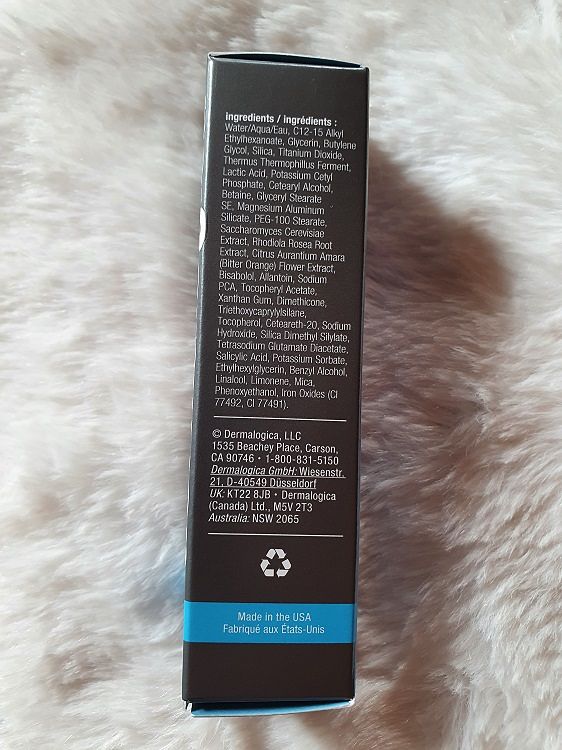 ingredients / ingrédients :
Water/Aqua/Eau, C12-15 Alkyl
Ethylhexanoate, Glycerin, Butylene
Glycol, Silica, Titanium Dioxide,
Thermus Thermophillus Ferment,
Lactic Acid, Potassium Cetyl
Phosphate, Cetearyl Alcohol,
Betaine, Glyceryl Stearate
SE, Magnesium Aluminum
Silicate, PEG-100 Stearate,
Saccharomyces Cerevisiae
Extract, Rhodiola Rosea Root
Extract, Citrus Aurantium Amara
(Bitter Orange) Flower Extract,
Bisabolol, Allantoin, Sodium
PCA, Tocopheryl Acetate,
Xanthan Gum, Dimethicone,
Triethoxycaprylylsilane,
Tocopherol, Ceteareth-20, Sodium
Hydroxide, Silica Dimethyl Silylate,
Tetrasodium Glutamate Diacetate,
Salicylic Acid, Potassium Sorbate,
Ethylhexylglycerin, Benzyl Alcohol,
Linalool, Limonene, Mica,
Phenoxyethanol, Iron Oxides (CI
77492, CI 77491).
© Dermalogica, LLC
1535 Beachey Place, Carson,
CA 90746 • 1-800-831-5150
Dermalogica GmbH: Wiesenstr.
21, D-40549 Düsseldorf
UK: KT22 8JB • Dermalogica
(Canada) Ltd., M5V 2T3
Australia: NSW 2065
Made in the USA
Fabriqué aux États-Unis